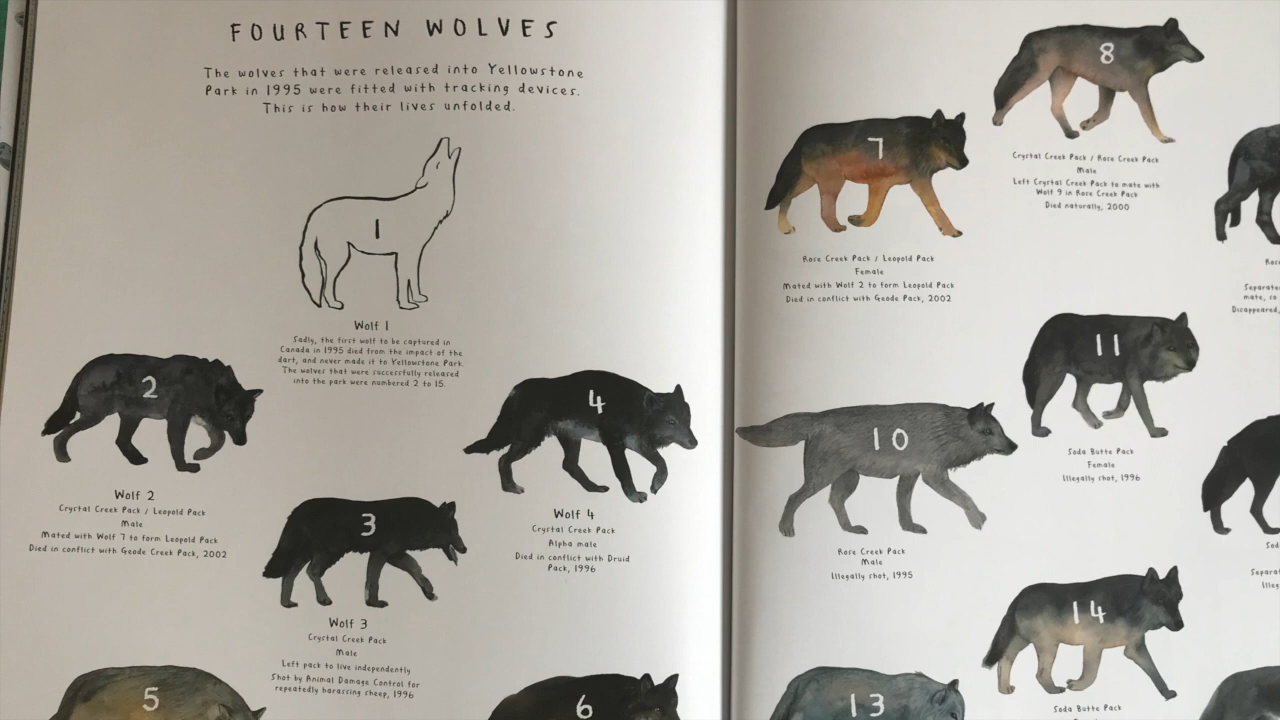 FOURTEEN WOLVES
The wolves that were released into Yellowstone
Park in 1995 were fitted with tracking devices.
This is how their lives unfolded.
1
Wolf 1
Sadly, the first wolf to be captured in
Canada in 1995 died from the impact of the
dart, and never made it to Yellowstone Park.
The wolves that were successfully released
into the park were numbered 2 to 15.
2
Wolf 2
Crystal Creek Pack / Leopold Pack
Male
Mated with Wolf 7 to form Leopold Pack
Died in conflict with Geode Creek Pack, 2002
3
Wolf 3
Crystal Creek Pack
Male
Left pack to live independently
Shot by Animal Damage Control for
repeatedly harassing sheep, 1996
4
Wolf 4
Crystal Creek Pack
Alpha male
Died in conflict with Druid
Pack, 1996
5
6
7
Rose Creek Pack / Leopold Pack
Female
Mated with Wolf 2 to form Leopold Pack
Died in conflict with Geode Pack, 2002
8
Crystal Creek Pack / Rose Creek Pack
Male
Left Crystal Creek Pack to mate with
Wolf 9 in Rose Creek Pack
Died naturally, 2000
mate, so
10
Rose Creek Pack
Male
Illegally shot, 1995
11
Soda Butte Pack
Female
Illegally shot, 1996
13
14
Soda Butte Pack